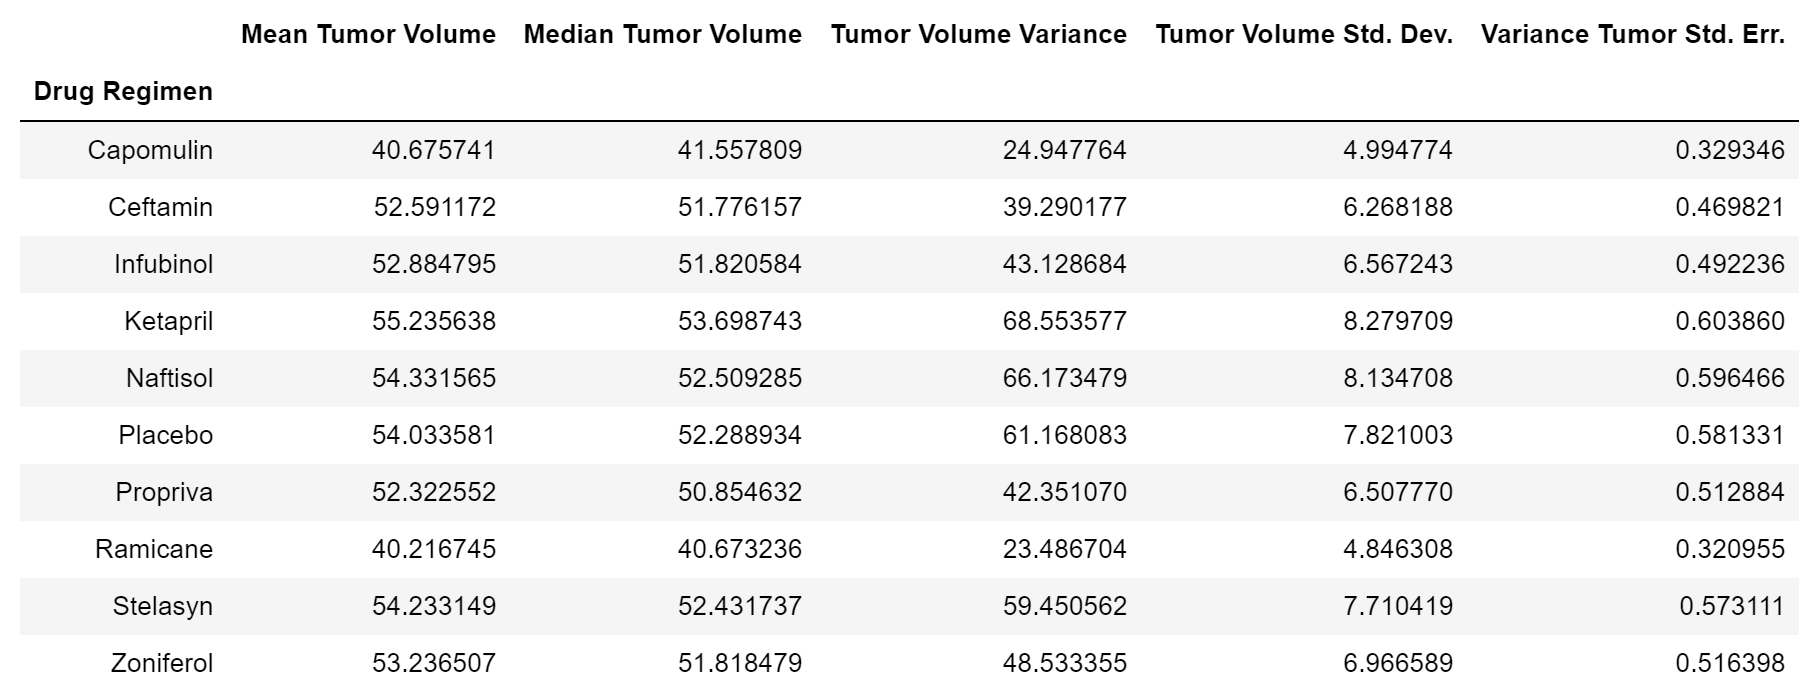 Mean Tumor Volume Median Tumor Volume Tumor Volume Variance Tumor Volume Std. Dev. Variance Tumor Std. Err.
Drug Regimen
Capomulin 40.675741 41.557809 24.947764 4.994774 0.329346
Ceftamin 52.591172 51.776157 39.290177 6.268188 0.469821
Infubinol 52.884795 51.820584 43.128684 6.567243 0.492236
Ketapril 55.235638 53.698743 68.553577 8.279709 0.603860
Naftisol 54.331565 52.509285 66.173479 8.134708 0.596466
Placebo 54.033581 52.288934 61.168083 7.821003 0.581331
Propriva 52.322552 50.854632 42.351070 6.507770 0.512884
Ramicane 40.216745 40.673236 23.486704 4.846308 0.320955
Stelasyn 54.233149 52.431737 59.450562 7.710419 0.573111
Zoniferol 53.236507 51.818479 48.533355 6.966589 0.516398